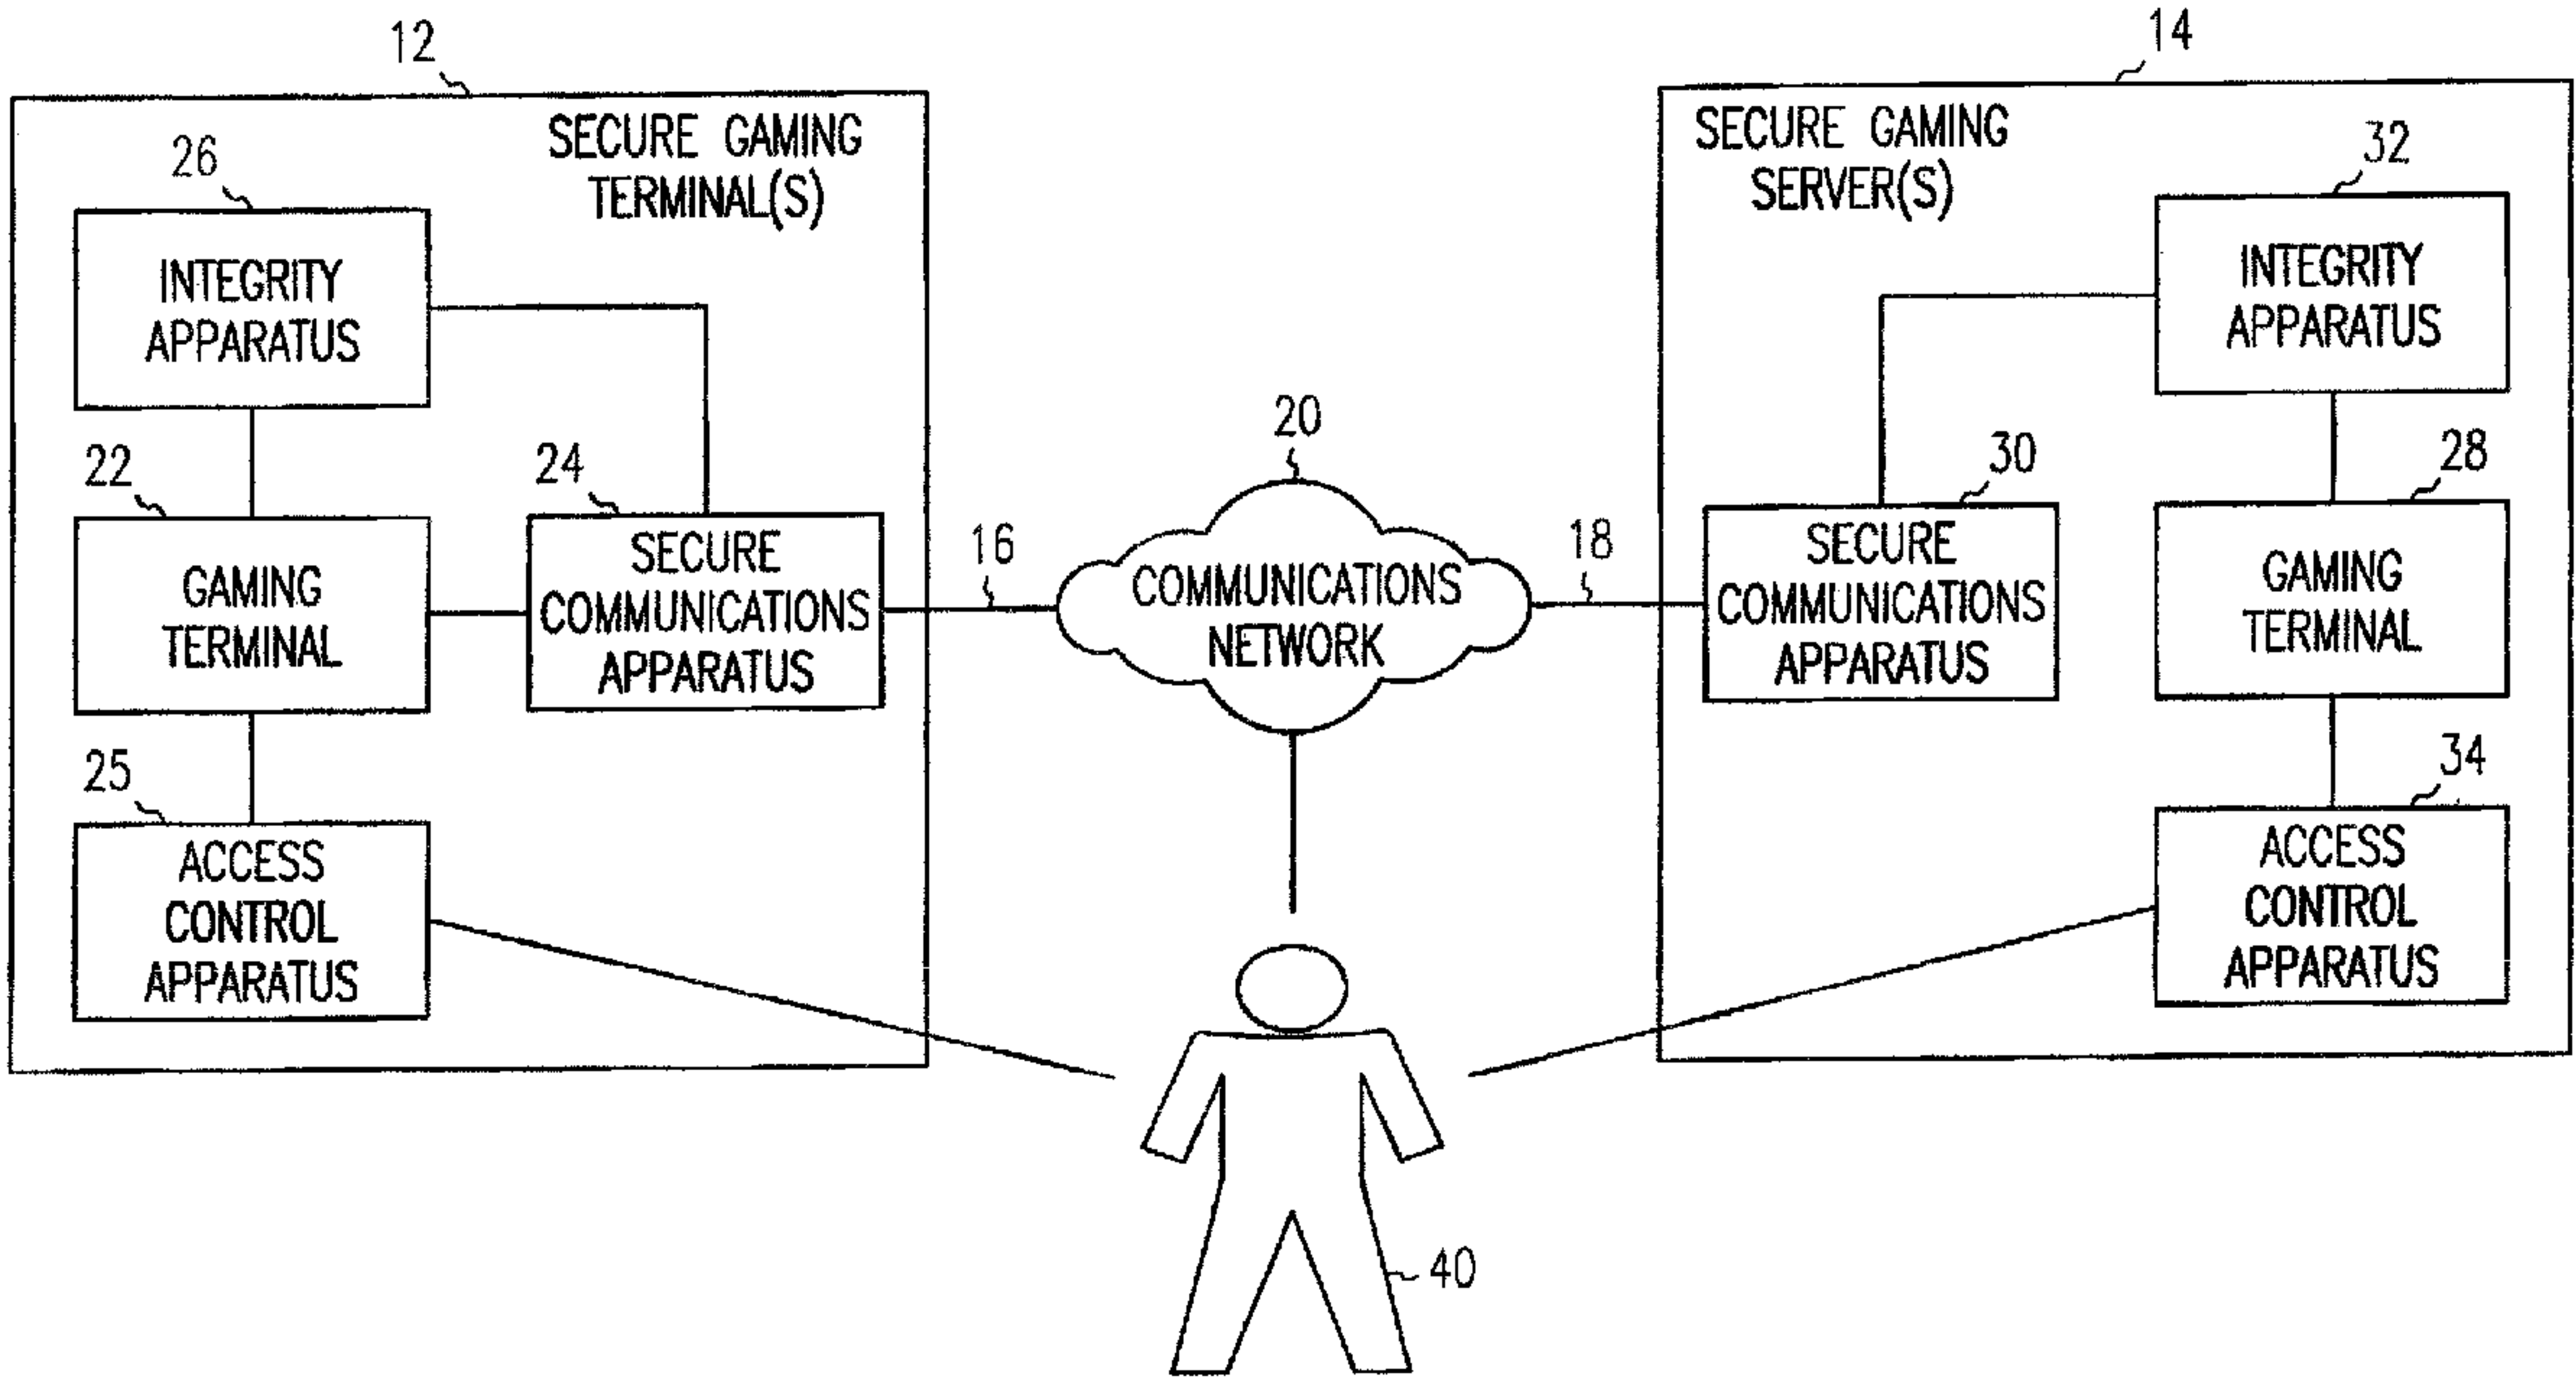 12
14
SECURE GAMING
TERMINAL(S)
26
INTEGRITY
APPARATUS
22
GAMING
TERMINAL
24
SECURE
COMMUNICATIONS
APPARATUS
25
ACCESS
CONTROL
APPARATUS
16
20
COMMUNICATIONS
NETWORK
18
SECURE GAMING
SERVER(S)
32
INTEGRITY
APPARATUS
30
SECURE
COMMUNICATIONS
APPARATUS
28
GAMING
TERMINAL
34
ACCESS
CONTROL
APPARATUS
40